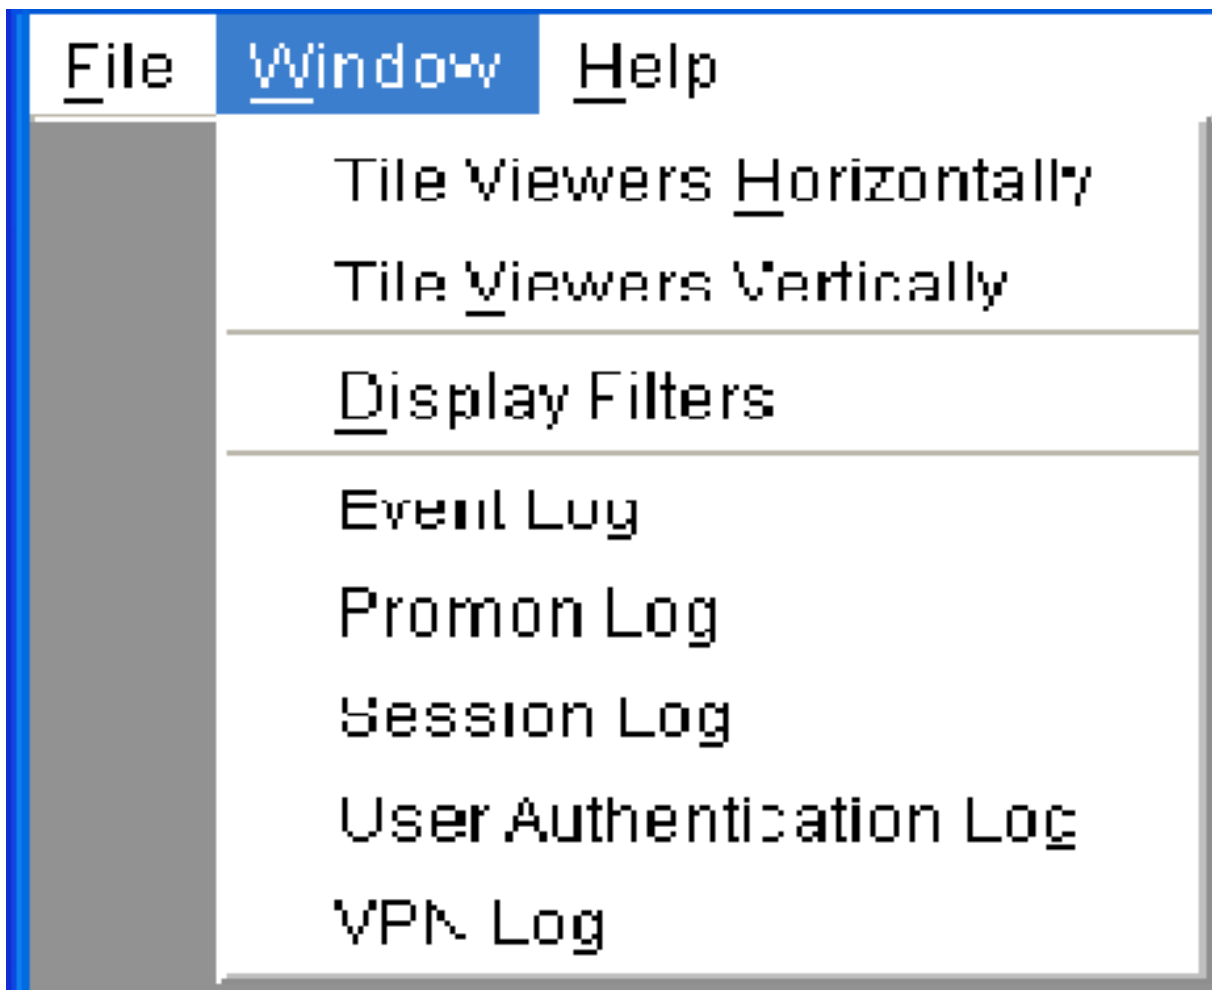 File Window Help
Tile Viewers Horizontally
Tile Viewers Vertically
Display Filters
Event Log
Promon Log
Session Log
User Authentication Log
VPN Log